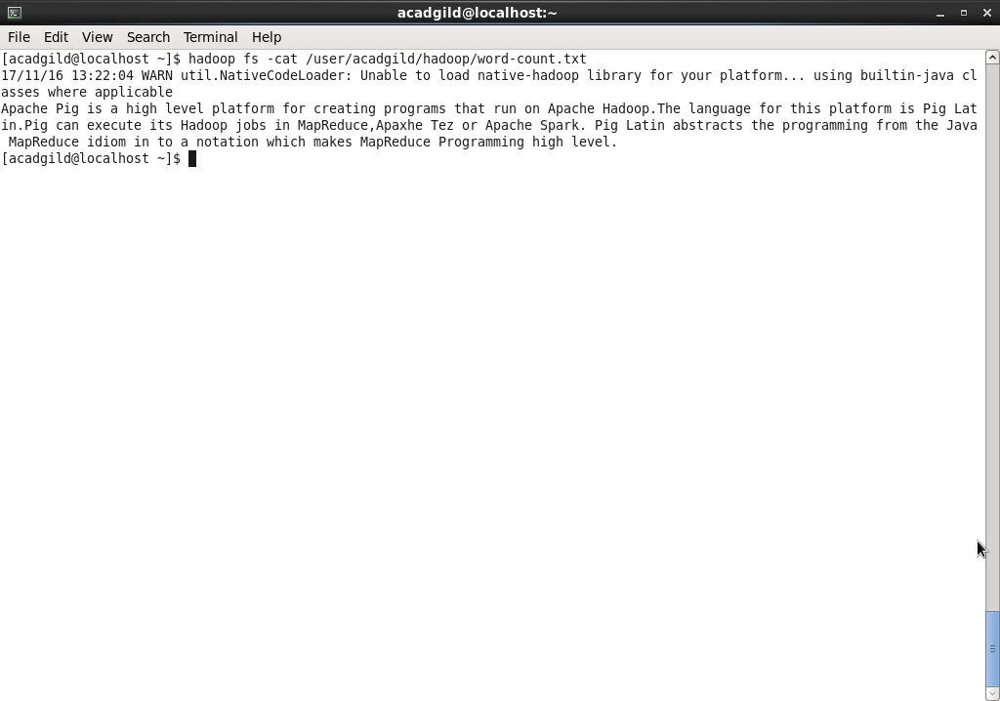 acadgild@localhost:~
File Edit View Search Terminal Help
[acadgild@localhost ~]$ hadoop fs -cat /user/acadgild/hadoop/word-count.txt
17/11/16 13:22:04 WARN util.NativeCodeLoader: Unable to load native-hadoop library for your platform... using builtin-java cl
asses where applicable
Apache Pig is a high level platform for creating programs that run on Apache Hadoop.The language for this platform is Pig Lat
in.Pig can execute its Hadoop jobs in MapReduce,Apaxhe Tez or Apache Spark. Pig Latin abstracts the programming from the Java
 MapReduce idiom in to a notation which makes MapReduce Programming high level.
[acadgild@localhost ~]$